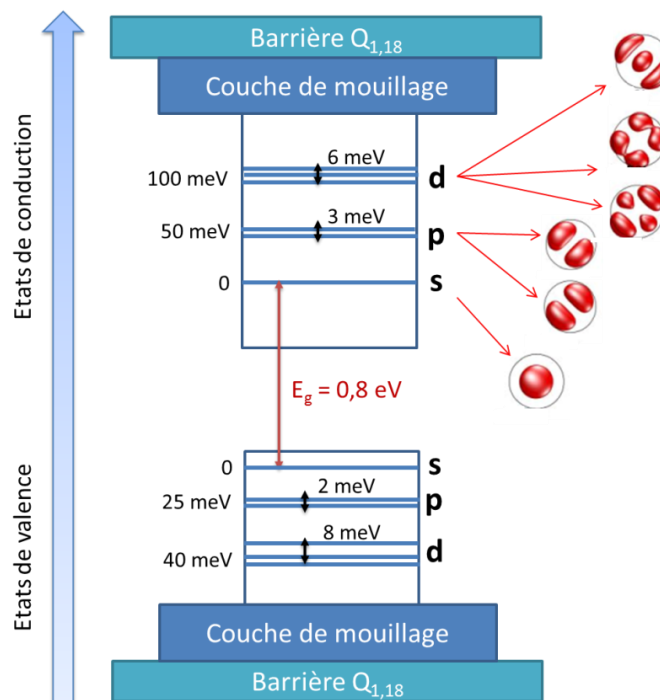 Barrière Q1,18
Couche de mouillage
Etats de conduction
6 meV
100 meV
d
3 meV
50 meV
p
0
s
Eg = 0,8 eV
Etats de valence
0
s
2 meV
25 meV
p
8 meV
40 meV
d
Couche de mouillage
Barrière Q1,18